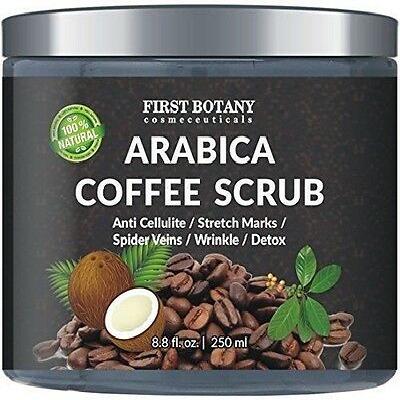 FIRST BOTANY
cosmeceuticals
100%
NATURAL
ARABICA
COFFEE SCRUB
Anti Cellulite / Stretch Marks /
Spider Veins / Wrinkle / Detox
8.8 fl. oz. | 250 ml